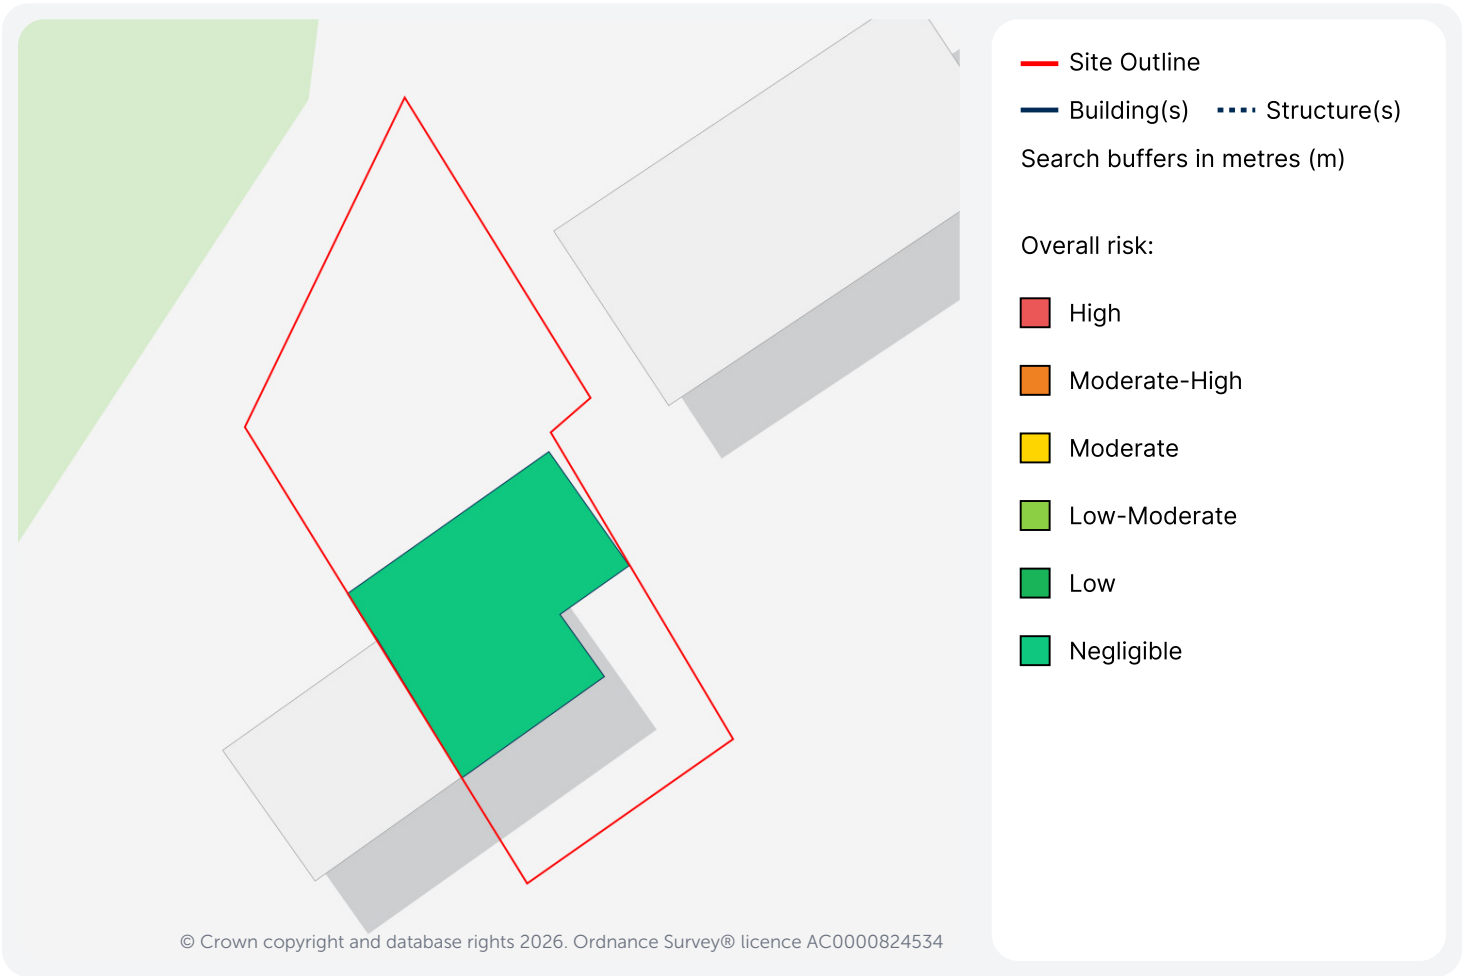 Site Outline
Building(s) Structure(s)
Search buffers in metres (m)
Overall risk:
High
Moderate-High
Moderate
Low-Moderate
Low
Negligible
© Crown copyright and database rights 2026. Ordnance Survey® licence AC0000824534